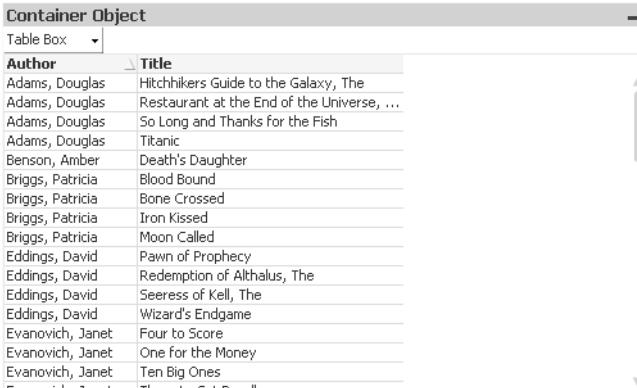 Container Object
Table Box
Author Title
Adams, Douglas Hitchhikers Guide to the Galaxy, The
Adams, Douglas Restaurant at the End of the Universe, ...
Adams, Douglas So Long and Thanks for the Fish
Adams, Douglas Titanic
Benson, Amber Death's Daughter
Briggs, Patricia Blood Bound
Briggs, Patricia Bone Crossed
Briggs, Patricia Iron Kissed
Briggs, Patricia Moon Called
Eddings, David Pawn of Prophecy
Eddings, David Redemption of Althalus, The
Eddings, David Seeress of Kell, The
Eddings, David Wizard's Endgame
Evanovich, Janet Four to Score
Evanovich, Janet One for the Money
Evanovich, Janet Ten Big Ones